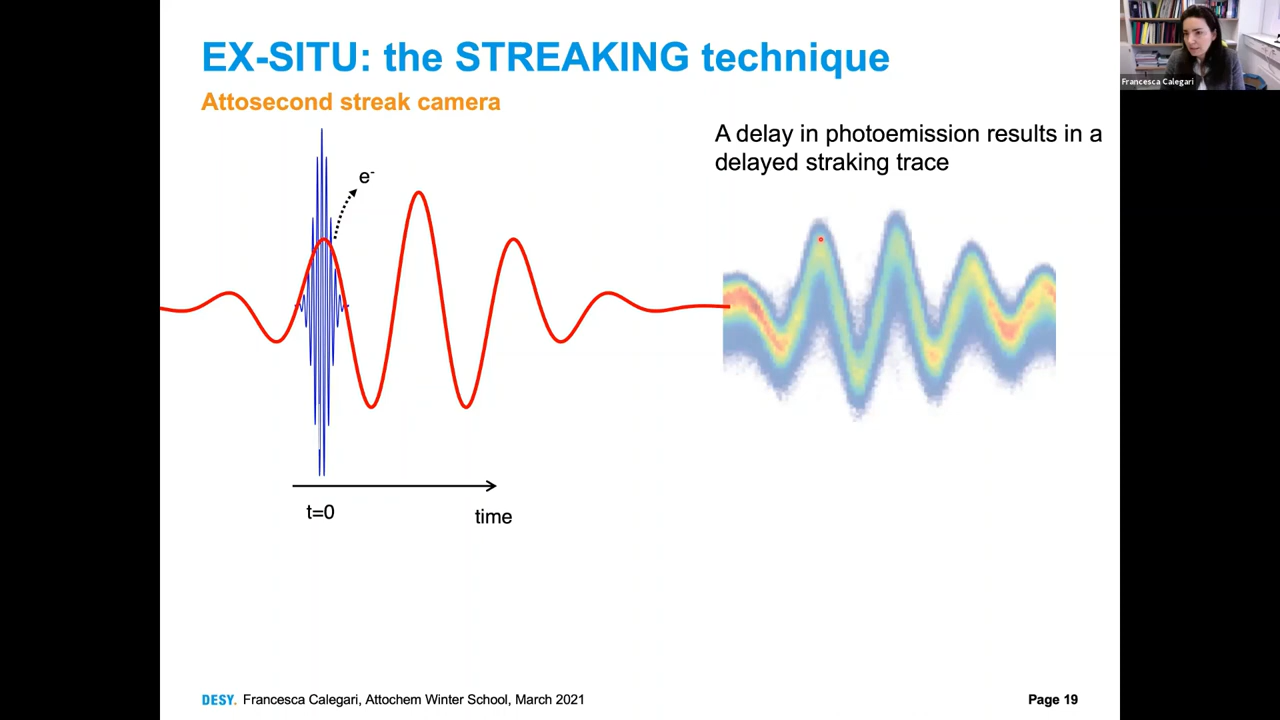 EX-SITU: the STREAKING technique
Francesca Calegari
Attosecond streak camera
A delay in photoemission results in a
delayed straking trace
e-
t=0
time
DESY. Francesca Calegari, Attochem Winter School, March 2021
Page 19